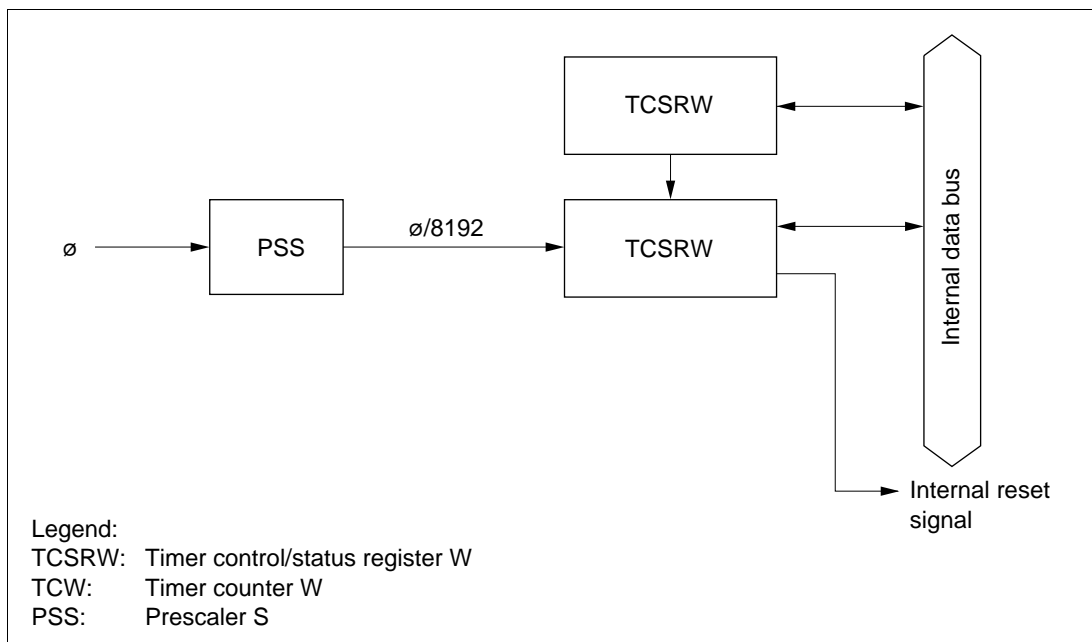 TCSRW
ø
PSS
ø/8192
TCSRW
Internal data bus
Internal reset
signal
Legend:
TCSRW: Timer control/status register W
TCW: Timer counter W
PSS: Prescaler S